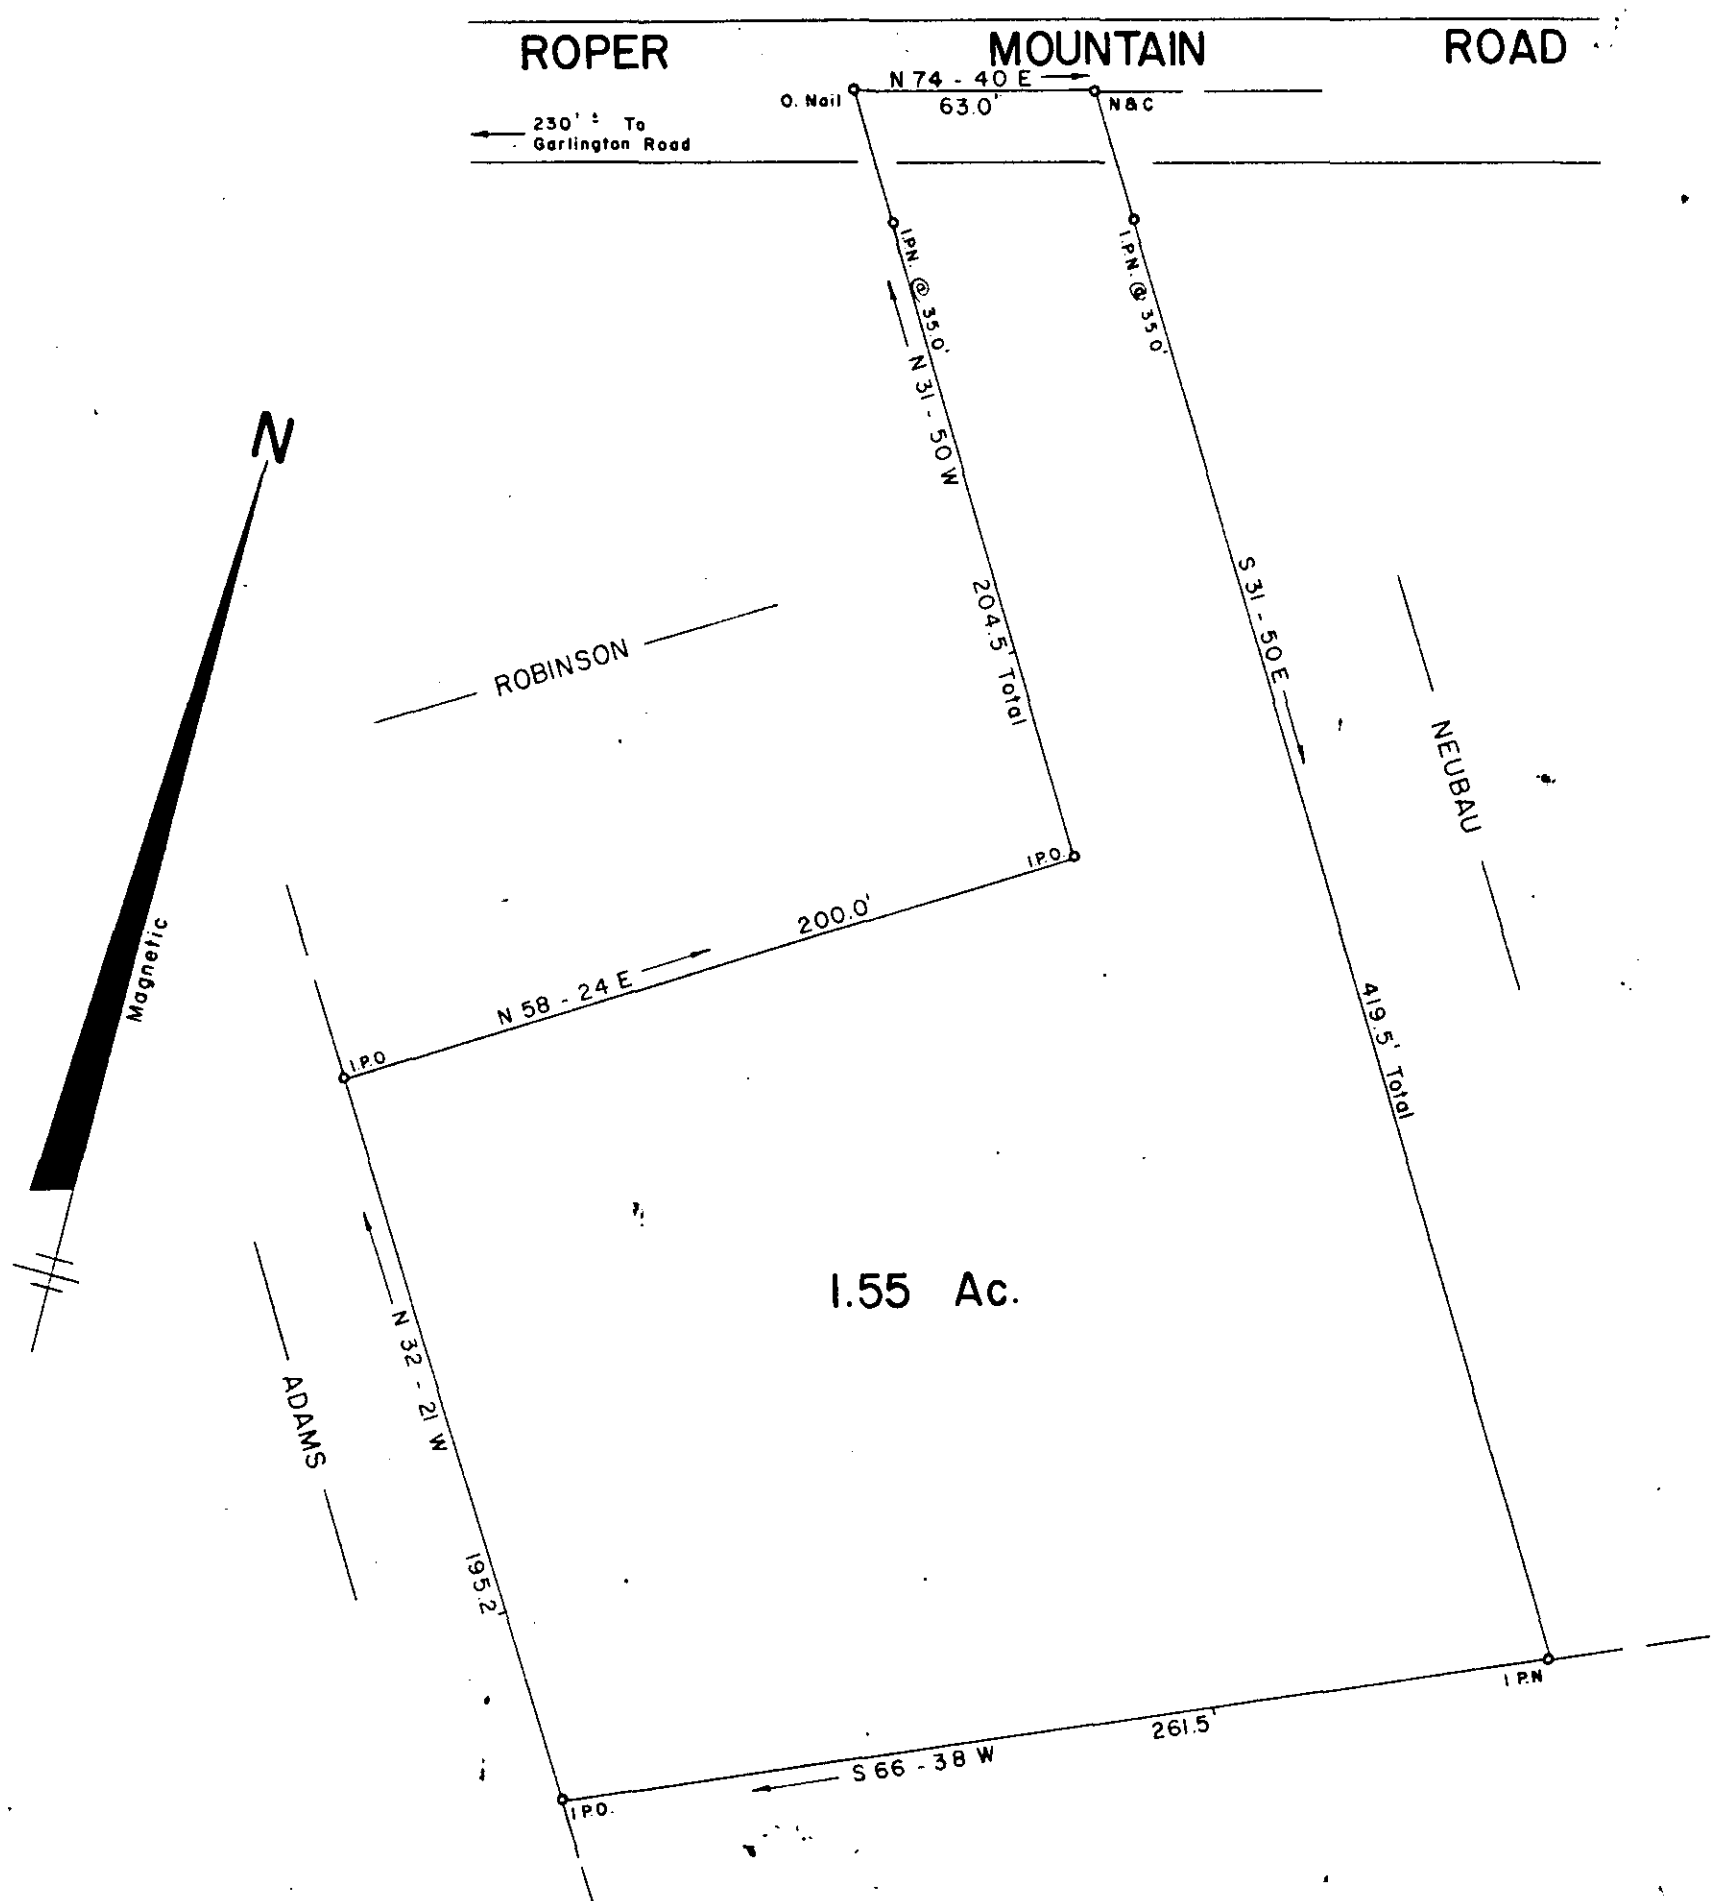 ROPER MOUNTAIN ROAD
N 74 - 40 E
O. Nail
63.0'
N & C
230' ± To
Garlington Road
I.P.N. @ 35.0'
I.P.N. @ 35.0'
N 31 - 50 W
N
204.5' Total
S 31 - 50 E
ROBINSON
NEUBAU
I.P.O.
200.0'
N 58 - 24 E
Magnetic
419.5' Total
I.P.O
1.55 Ac.
N 32 - 21 W
ADAMS
195.2'
I P.N
261.5'
S 66 - 38 W
I P.O.